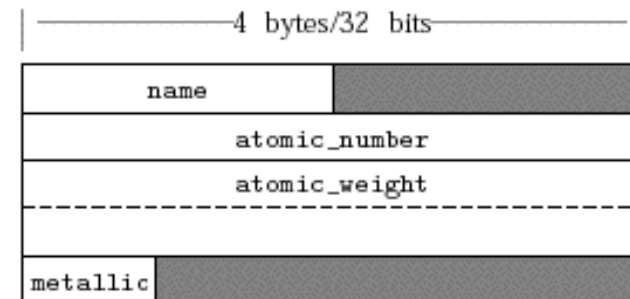 4 bytes/32 bits
name
atomic_number
atomic_weight
metallic